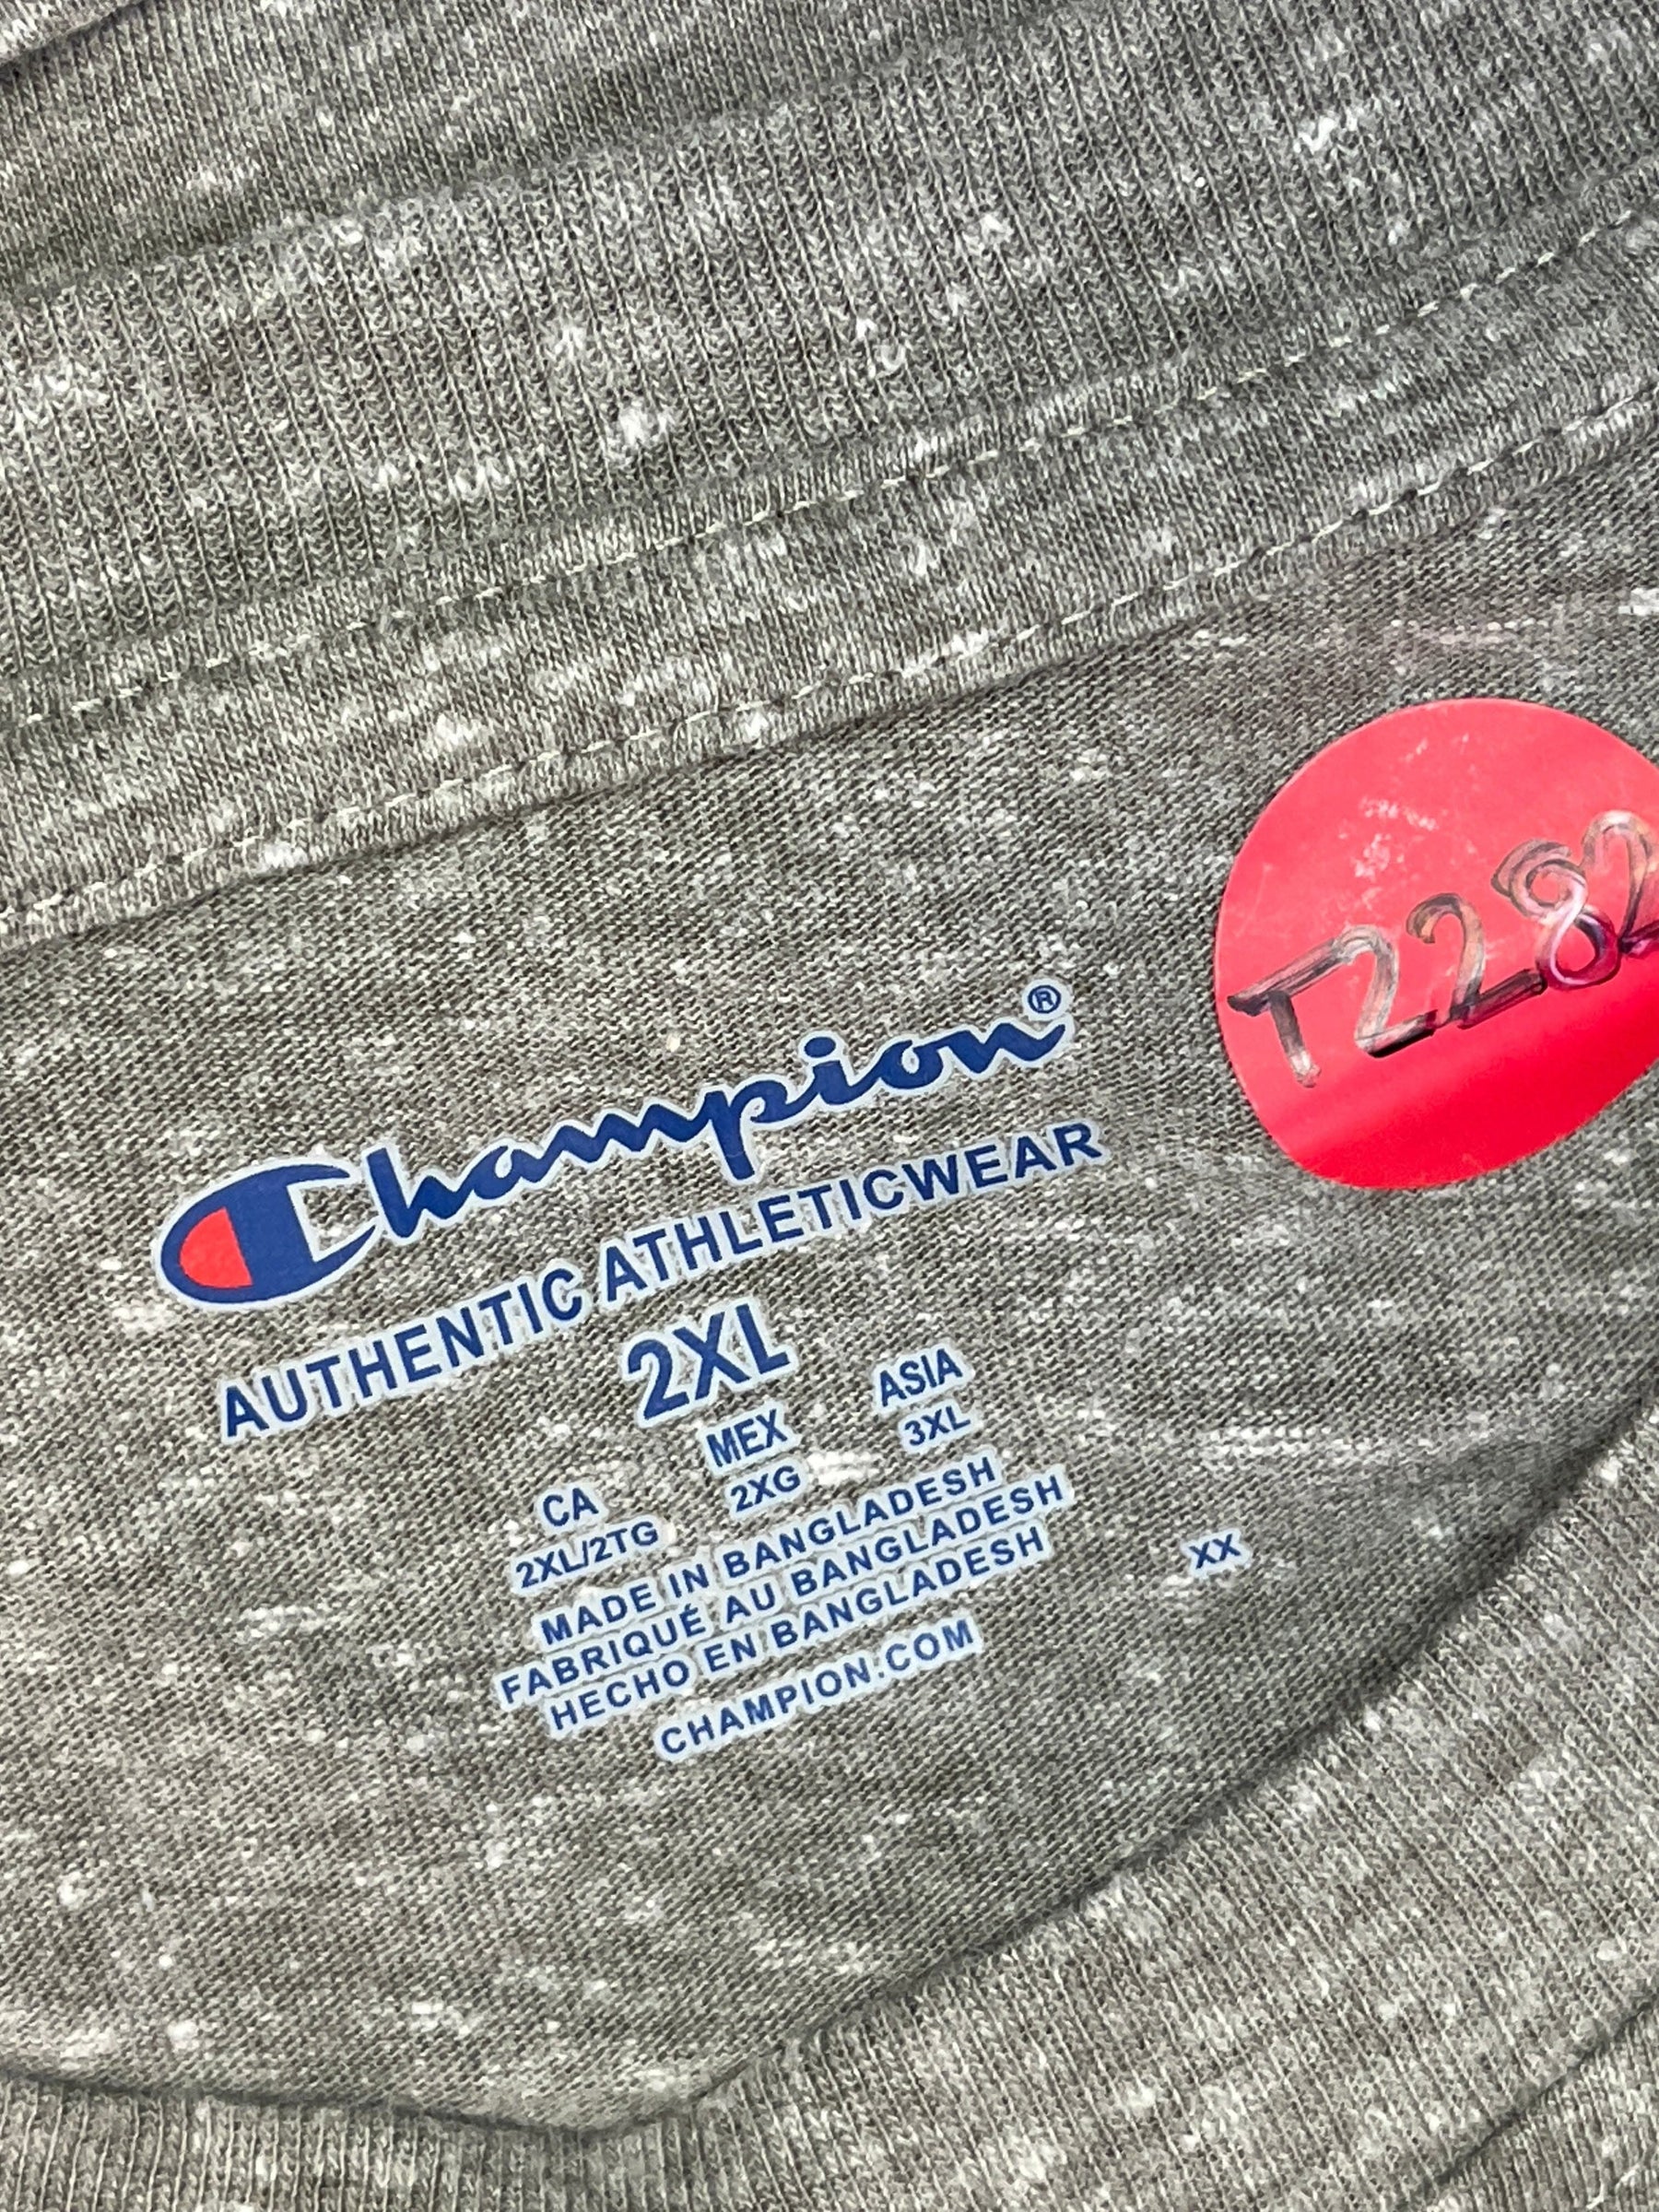 T2282
Champion®
AUTHENTIC ATHLETICWEAR
2XL
CA MEX ASIA
2XL/2TG 2XG 3XL
MADE IN BANGLADESH
FABRIQUÉ AU BANGLADESH
HECHO EN BANGLADESH
XX
CHAMPION.COM